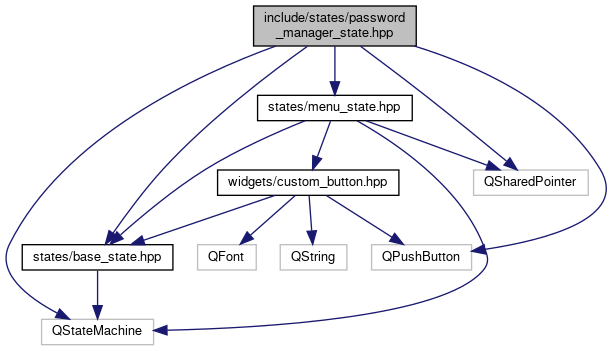 include/states/password
_manager_state.hpp
states/menu_state.hpp
widgets/custom_button.hpp
QSharedPointer
states/base_state.hpp
QFont
QString
QPushButton
QStateMachine